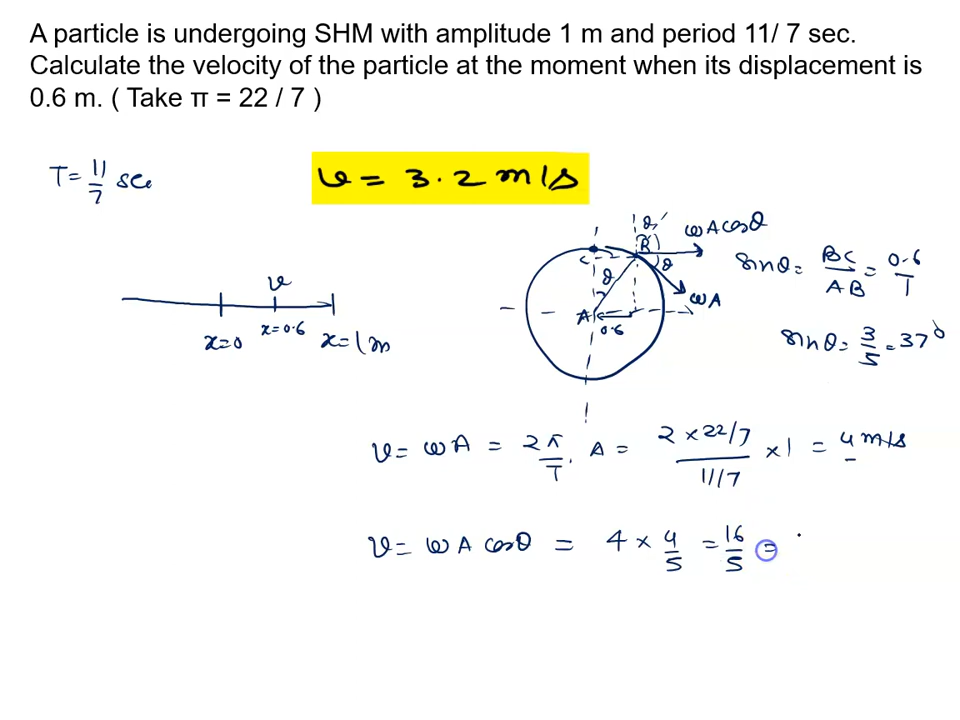 A particle is undergoing SHM with amplitude 1 m and period 11/ 7 sec.
Calculate the velocity of the particle at the moment when its displacement is
0.6 m. ( Take π = 22 / 7 )
T = 11/7 sec
v = 3.2 m/s
θ
ωA cosθ
B
C
θ
θ
ωA
A
0.6
sinθ = BC/AB = 0.6/1
sinθ = 3/5 = 37°
v
x=0
x=0.6
x=1m
v = ωA = 2π/T . A = 2 x 22/7 / 11/7 x 1 = 4 m/s
v = ωA cosθ = 4 x 4/5 = 16/5 =